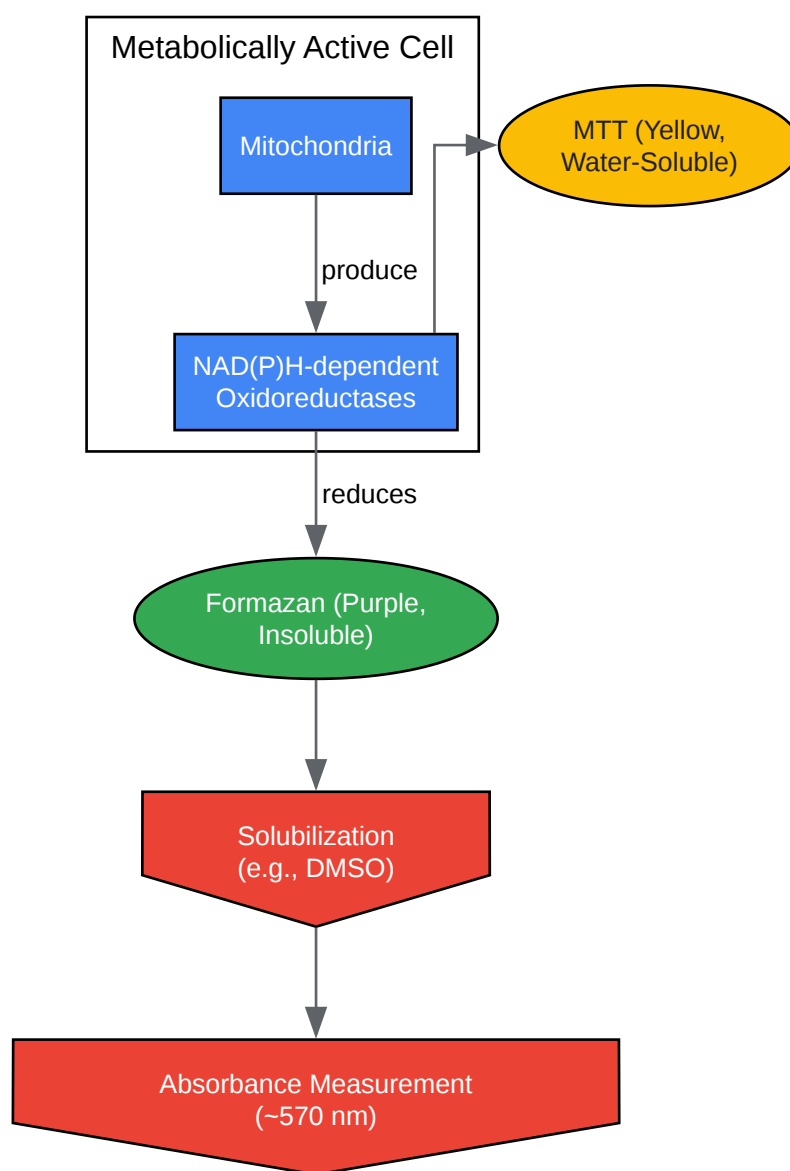 Metabolically Active Cell
Mitochondria
MTT (Yellow,
Water-Soluble)
produce
NAD(P)H-dependent
Oxidoreductases
reduces
Formazan (Purple,
Insoluble)
Solubilization
(e.g., DMSO)
Absorbance Measurement
(~570 nm)